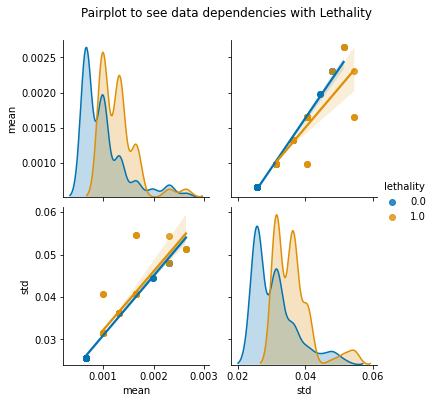 Pairplot to see data dependencies with Lethality
0.0025
0.0020
0.0015
0.0010
mean
lethality
0.0
1.0
0.06
0.05
0.04
0.03
std
0.001
0.002
0.003
mean
0.02
0.04
0.06
std